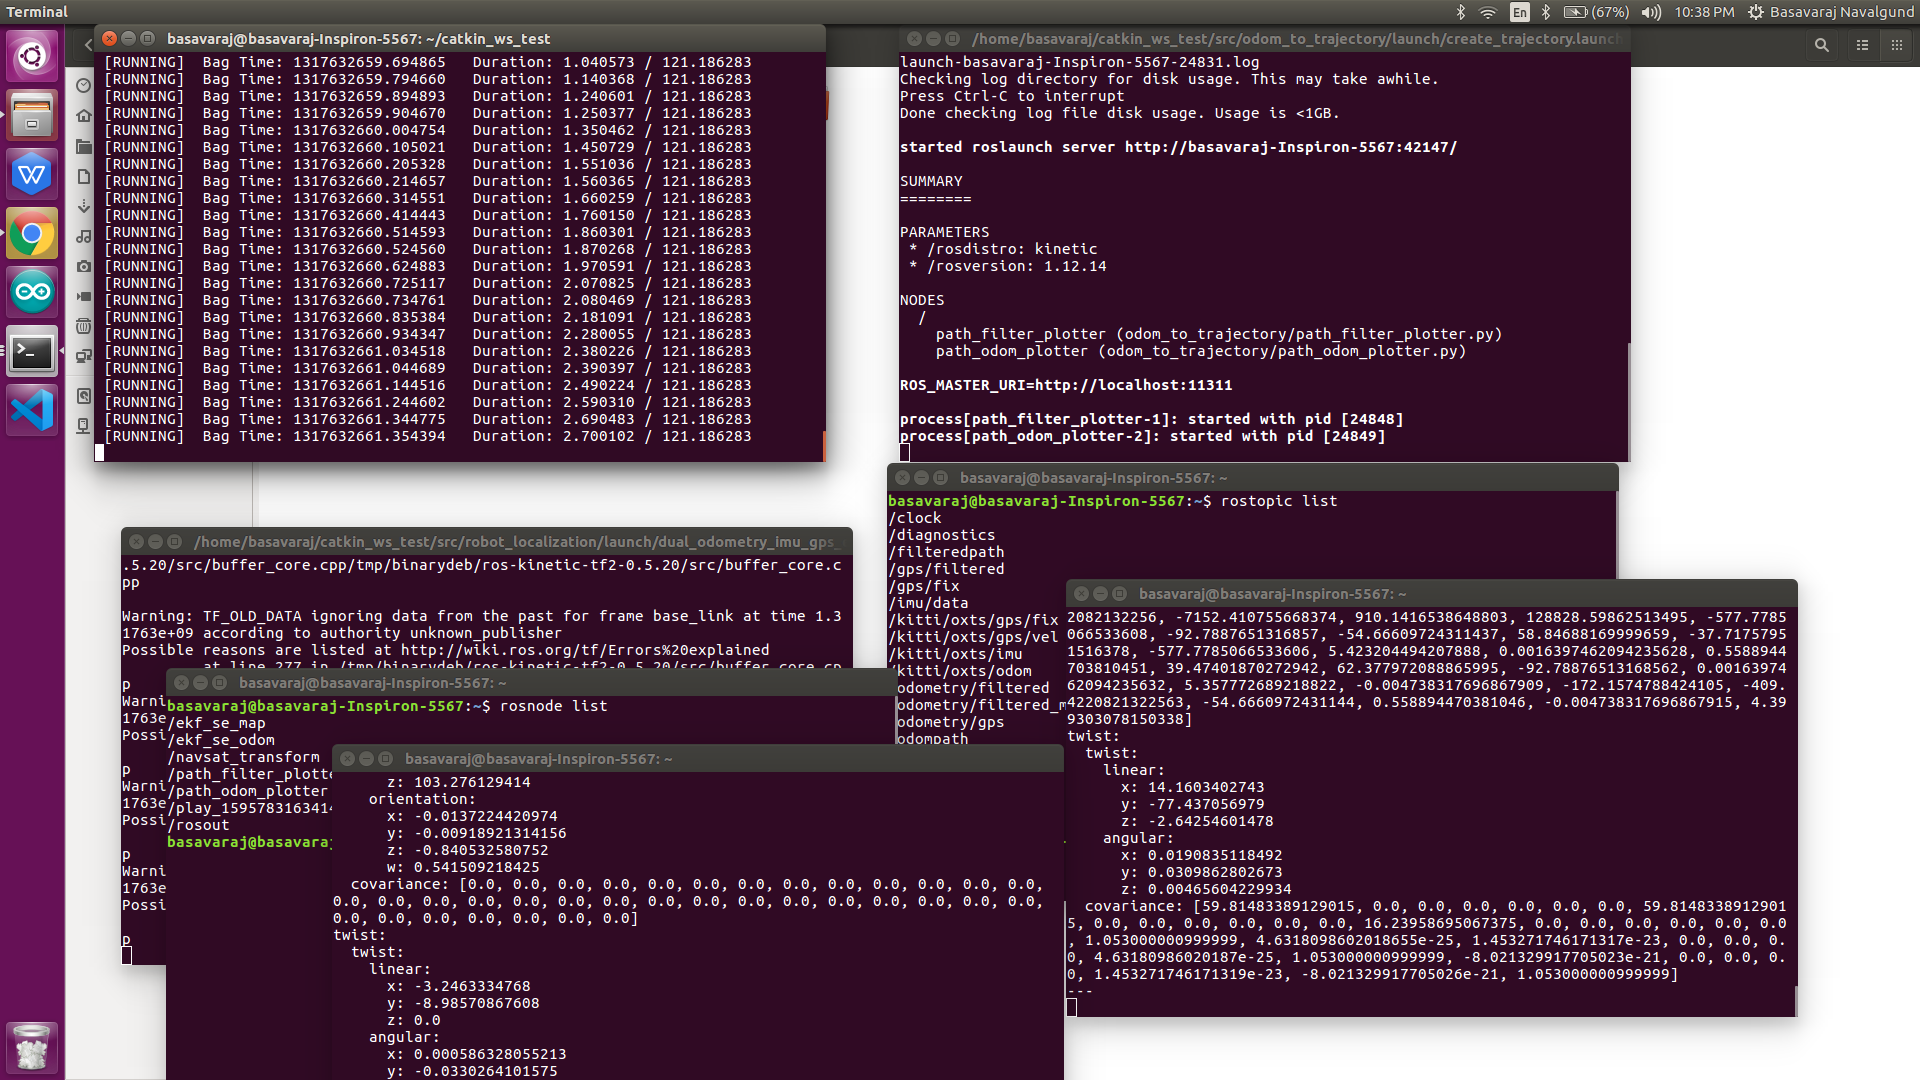 Terminal
En
(67%)
10:38 PM
Basavaraj Navalgund
basavaraj@basavaraj-Inspiron-5567: ~/catkin_ws_test
[RUNNING]  Bag Time: 1317632659.694865   Duration: 1.040573 / 121.186283
[RUNNING]  Bag Time: 1317632659.794660   Duration: 1.140368 / 121.186283
[RUNNING]  Bag Time: 1317632659.894893   Duration: 1.240601 / 121.186283
[RUNNING]  Bag Time: 1317632659.904670   Duration: 1.250377 / 121.186283
[RUNNING]  Bag Time: 1317632660.004754   Duration: 1.350462 / 121.186283
[RUNNING]  Bag Time: 1317632660.105021   Duration: 1.450729 / 121.186283
[RUNNING]  Bag Time: 1317632660.205328   Duration: 1.551036 / 121.186283
[RUNNING]  Bag Time: 1317632660.214657   Duration: 1.560365 / 121.186283
[RUNNING]  Bag Time: 1317632660.314551   Duration: 1.660259 / 121.186283
[RUNNING]  Bag Time: 1317632660.414443   Duration: 1.760150 / 121.186283
[RUNNING]  Bag Time: 1317632660.514593   Duration: 1.860301 / 121.186283
[RUNNING]  Bag Time: 1317632660.524560   Duration: 1.870268 / 121.186283
[RUNNING]  Bag Time: 1317632660.624883   Duration: 1.970591 / 121.186283
[RUNNING]  Bag Time: 1317632660.725117   Duration: 2.070825 / 121.186283
[RUNNING]  Bag Time: 1317632660.734761   Duration: 2.080469 / 121.186283
[RUNNING]  Bag Time: 1317632660.835384   Duration: 2.181091 / 121.186283
[RUNNING]  Bag Time: 1317632660.934347   Duration: 2.280055 / 121.186283
[RUNNING]  Bag Time: 1317632661.034518   Duration: 2.380226 / 121.186283
[RUNNING]  Bag Time: 1317632661.044689   Duration: 2.390397 / 121.186283
[RUNNING]  Bag Time: 1317632661.144516   Duration: 2.490224 / 121.186283
[RUNNING]  Bag Time: 1317632661.244602   Duration: 2.590310 / 121.186283
[RUNNING]  Bag Time: 1317632661.344775   Duration: 2.690483 / 121.186283
[RUNNING]  Bag Time: 1317632661.354394   Duration: 2.700102 / 121.186283
/home/basavaraj/catkin_ws_test/src/odom_to_trajectory/launch/create_trajectory.launch
launch-basavaraj-Inspiron-5567-24831.log
Checking log directory for disk usage. This may take awhile.
Press Ctrl-C to interrupt
Done checking log file disk usage. Usage is <1GB.
started roslaunch server http://basavaraj-Inspiron-5567:42147/
SUMMARY
========
PARAMETERS
 * /rosdistro: kinetic
 * /rosversion: 1.12.14
NODES
  /
    path_filter_plotter (odom_to_trajectory/path_filter_plotter.py)
    path_odom_plotter (odom_to_trajectory/path_odom_plotter.py)
ROS_MASTER_URI=http://localhost:11311
process[path_filter_plotter-1]: started with pid [24848]
process[path_odom_plotter-2]: started with pid [24849]
basavaraj@basavaraj-Inspiron-5567: ~
basavaraj@basavaraj-Inspiron-5567:~$ rostopic list
/clock
/diagnostics
/filteredpath
/gps/filtered
/gps/fix
/imu/data
/kitti/oxts/gps/fix
/kitti/oxts/gps/vel
/kitti/oxts/imu
/kitti/oxts/odom
odometry/filtered
odometry/filtered_m
odometry/gps
odompath
/home/basavaraj/catkin_ws_test/src/robot_localization/launch/dual_odometry_imu_gps_
.5.20/src/buffer_core.cpp/tmp/binarydeb/ros-kinetic-tf2-0.5.20/src/buffer_core.c
pp
Warning: TF_OLD_DATA ignoring data from the past for frame base_link at time 1.3
1763e+09 according to authority unknown_publisher
Possible reasons are listed at http://wiki.ros.org/tf/Errors%20explained
at line 277 in /tmp/binarydeb/ros-kinetic-tf2-0.5.20/src/buffer_core.cp
p
Warni
1763e
Possi
p
Warni
1763e
Possi
p
Warni
1763e
Possi
p
basavaraj@basavaraj-Inspiron-5567: ~
basavaraj@basavaraj-Inspiron-5567:~$ rosnode list
/ekf_se_map
/ekf_se_odom
/navsat_transform
/path_filter_plotte
/path_odom_plotter
/play_1595783163414
/rosout
basavaraj@basavaraj
basavaraj@basavaraj-Inspiron-5567: ~
      z: 103.276129414
    orientation:
      x: -0.0137224420974
      y: -0.00918921314156
      z: -0.840532580752
      w: 0.541509218425
  covariance: [0.0, 0.0, 0.0, 0.0, 0.0, 0.0, 0.0, 0.0, 0.0, 0.0, 0.0, 0.0, 0.0,
0.0, 0.0, 0.0, 0.0, 0.0, 0.0, 0.0, 0.0, 0.0, 0.0, 0.0, 0.0, 0.0, 0.0, 0.0, 0.0,
0.0, 0.0, 0.0, 0.0, 0.0, 0.0, 0.0]
twist:
  twist:
    linear:
      x: -3.2463334768
      y: -8.98570867608
      z: 0.0
    angular:
      x: 0.000586328055213
      y: -0.0330264101575
basavaraj@basavaraj-Inspiron-5567: ~
2082132256, -7152.410755668374, 910.1416538648803, 128828.59862513495, -577.7785
066533608, -92.7887651316857, -54.66609724311437, 58.84688169999659, -37.7175795
1516378, -577.7785066533606, 5.423204494207888, 0.0016397462094235628, 0.5588944
703810451, 39.47401870272942, 62.377972088865995, -92.78876513168562, 0.00163974
62094235632, 5.357772689218822, -0.004738317696867909, -172.1574788424105, -409.
4220821322563, -54.6660972431144, 0.558894470381046, -0.004738317696867915, 4.39
9303078150338]
twist:
  twist:
    linear:
      x: 14.1603402743
      y: -77.437056979
      z: -2.64254601478
    angular:
      x: 0.0190835118492
      y: 0.0309862802673
      z: 0.00465604229934
  covariance: [59.81483389129015, 0.0, 0.0, 0.0, 0.0, 0.0, 0.0, 59.8148338912901
5, 0.0, 0.0, 0.0, 0.0, 0.0, 0.0, 16.23958695067375, 0.0, 0.0, 0.0, 0.0, 0.0, 0.0
, 1.053000000999999, 4.6318098602018655e-25, 1.453271746171317e-23, 0.0, 0.0, 0.
0, 4.63180986020187e-25, 1.053000000999999, -8.021329917705023e-21, 0.0, 0.0, 0.
0, 1.453271746171319e-23, -8.021329917705026e-21, 1.053000000999999]
---